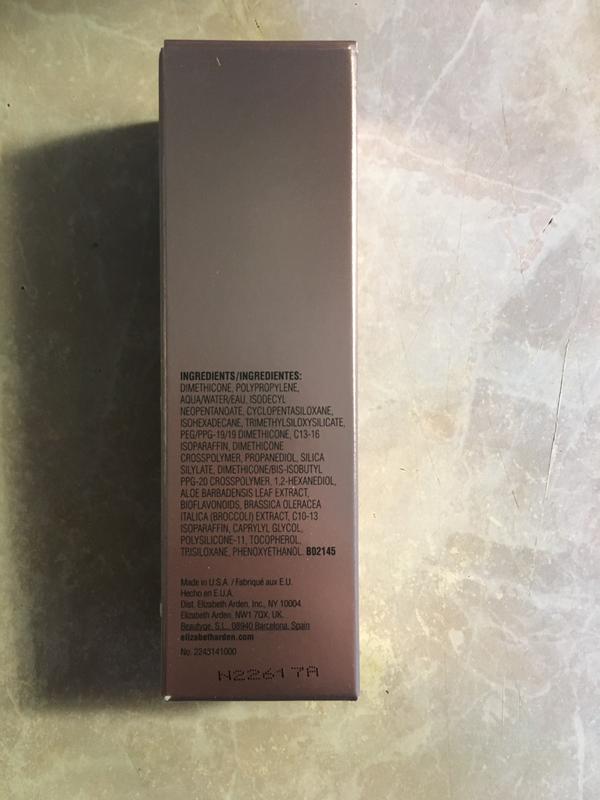 INGREDIENTS/INGREDIENTES:
DIMETHICONE, POLYPROPYLENE,
AQUA/WATER/EAU, ISODECYL
NEOPENTANOATE, CYCLOPENTASILOXANE,
ISOHEXADECANE, TRIMETHYLSILOXYSILICATE,
PEG/PPG-19/19 DIMETHICONE, C13-16
ISOPARAFFIN, DIMETHICONE
CROSSPOLYMER, PROPANEDIOL, SILICA
SILYLATE, DIMETHICONE/BIS-ISOBUTYL
PPG-20 CROSSPOLYMER, 1,2-HEXANEDIOL,
ALOE BARBADENSIS LEAF EXTRACT,
BIOFLAVONOIDS, BRASSICA OLERACEA
ITALICA (BROCCOLI) EXTRACT, C10-13
ISOPARAFFIN, CAPRYLYL GLYCOL,
POLYSILICONE-11, TOCOPHEROL,
TRISILOXANE, PHENOXYETHANOL. B02145
Made in U.S.A. / Fabriqué aux E.U.
Hecho en E.U.A.
Dist. Elizabeth Arden, Inc., NY 10004
Elizabeth Arden, NW1 7QX, UK.
Beautyge, S.L., 08940 Barcelona, Spain
elizabetharden.com
No. 2243141000
N22617A